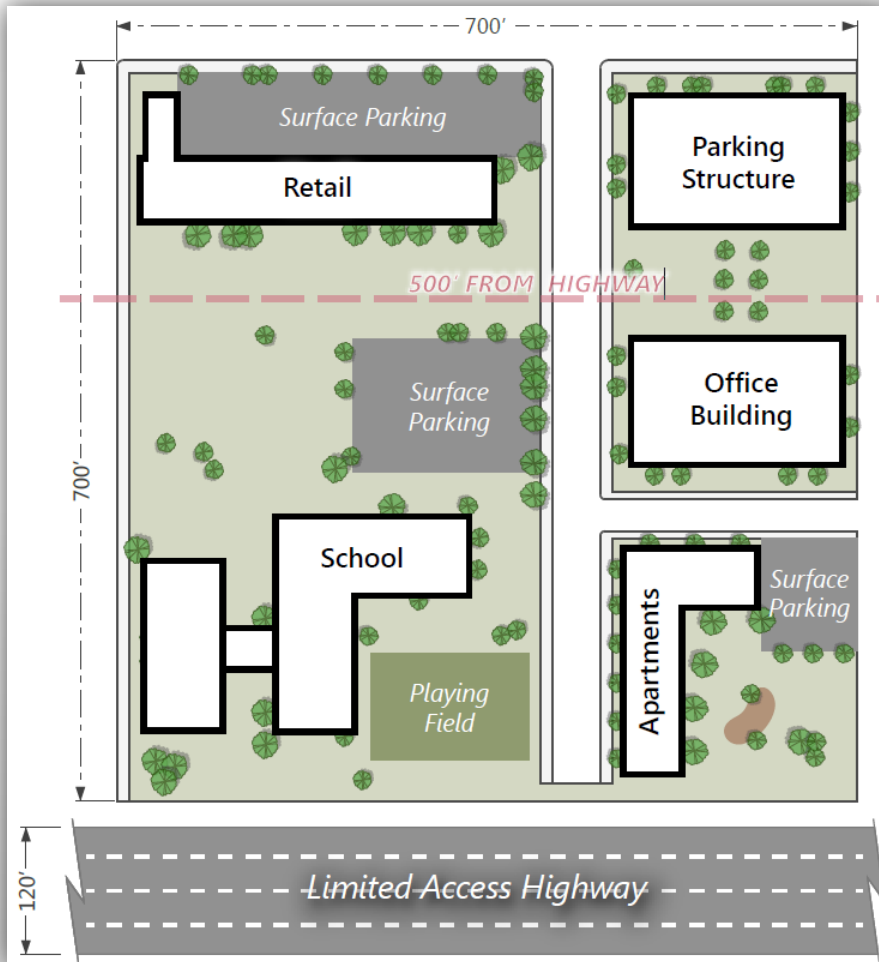 700’
Surface Parking
Retail
Parking
Structure
500’ FROM HIGHWAY
Surface
Parking
Office
Building
700’
School
Apartments
Surface
Parking
Playing
Field
120’
Limited Access Highway